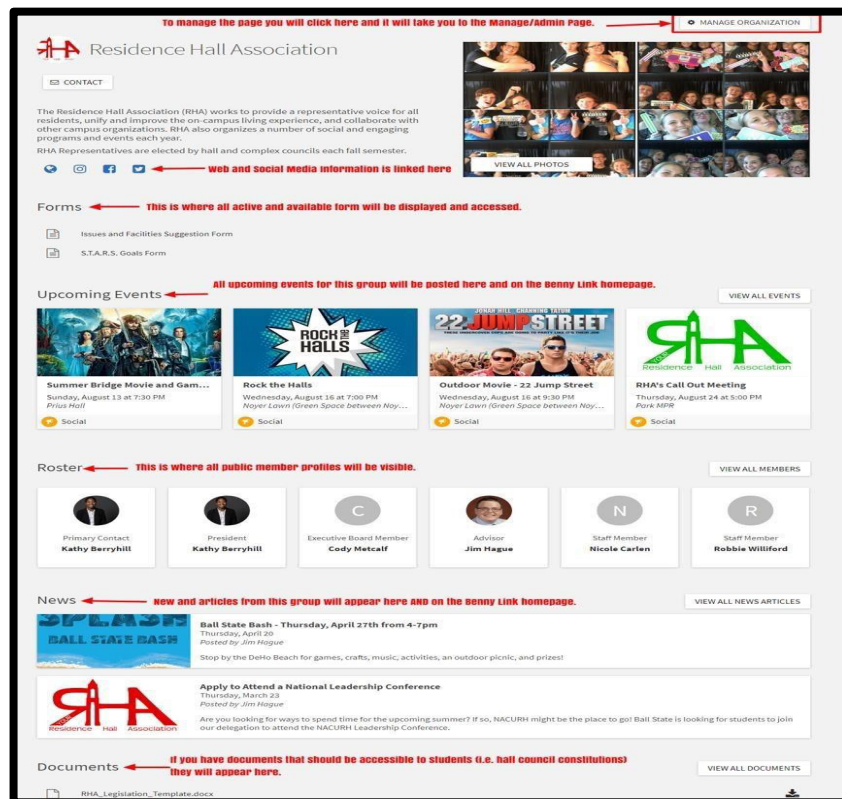 To manage the page you will click here and it will take you to the Manage/Admin Page.
MANAGE ORGANIZATION
RHA Residence Hall Association
CONTACT
The Residence Hall Association (RHA) works to provide a representative voice for all
residents, unify and improve the on-campus living experience, and collaborate with
other campus organizations. RHA also organizes a number of social and engaging
programs and events each year.
RHA Representatives are elected by hall and complex councils each fall semester.
VIEW ALL PHOTOS
Web and Social Media information is linked here
Forms
This is where all active and available form will be displayed and accessed.
Issues and Facilities Suggestion Form
S.T.A.R.S. Goals Form
All upcoming events for this group will be posted here and on the Benny Link homepage.
Upcoming Events
VIEW ALL EVENTS
ROCK THE HALLS
JONAH HILL CHANNING TATUM
22 JUMP STREET
RHA
Residence Hall Association
Summer Bridge Movie and Gam...
Sunday, August 13 at 7:30 PM
Prius Hall
Social
Rock the Halls
Wednesday, August 16 at 7:00 PM
Noyer Lawn (Green Space between Noy...
Social
Outdoor Movie - 22 Jump Street
Wednesday, August 16 at 9:30 PM
Noyer Lawn (Green Space between Noy...
Social
RHA's Call Out Meeting
Thursday, August 24 at 5:00 PM
Park MPR
Social
Roster
This is where all public member profiles will be visible.
VIEW ALL MEMBERS
Primary Contact
Kathy Berryhill
President
Kathy Berryhill
C
Executive Board Member
Cody Metcalf
Advisor
Jim Hague
N
Staff Member
Nicole Carlen
R
Staff Member
Robbie Williford
News
New and articles from this group will appear here AND on the Benny Link homepage.
VIEW ALL NEWS ARTICLES
SPLASH
BALL STATE BASH
Ball State Bash - Thursday, April 27th from 4-7pm
Thursday, April 20
Posted by Jim Hague
Stop by the DeHo Beach for games, crafts, music, activities, an outdoor picnic, and prizes!
RHA
Residence Hall Association
Apply to Attend a National Leadership Conference
Thursday, March 23
Posted by Jim Hague
Are you looking for ways to spend time for the upcoming summer? If so, NACURH might be the place to go! Ball State is looking for students to join
our delegation to attend the NACURH Leadership Conference.
Documents
If you have documents that should be accessible to students (i.e. hall council constitutions)
they will appear here.
VIEW ALL DOCUMENTS
RHA_Legislation_Template.docx